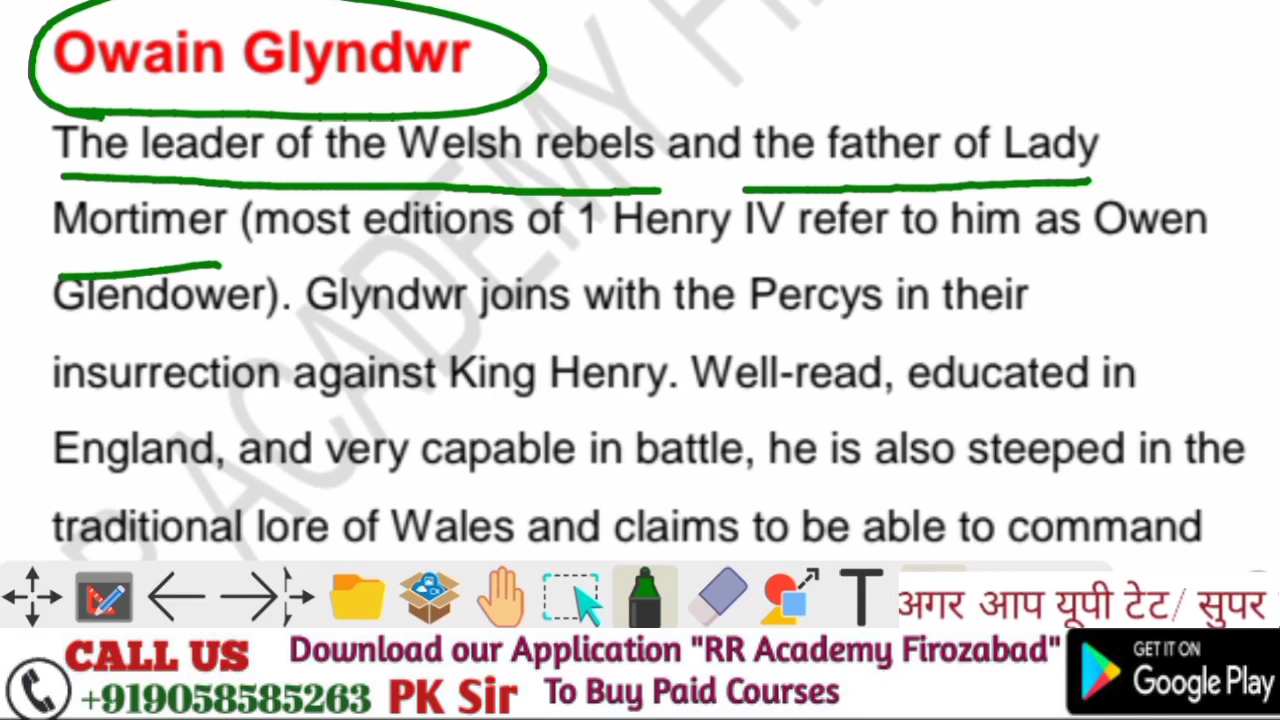 Owain Glyndwr
The leader of the Welsh rebels and the father of Lady
Mortimer (most editions of 1 Henry IV refer to him as Owen
Glendower). Glyndwr joins with the Percys in their
insurrection against King Henry. Well-read, educated in
England, and very capable in battle, he is also steeped in the
traditional lore of Wales and claims to be able to command
ACADEMY
T
अगर आप यूपी टेट/ सुपर
CALL US
+919058585263 PK Sir
Download our Application "RR Academy Firozabad"
To Buy Paid Courses
GET IT ON
Google Play